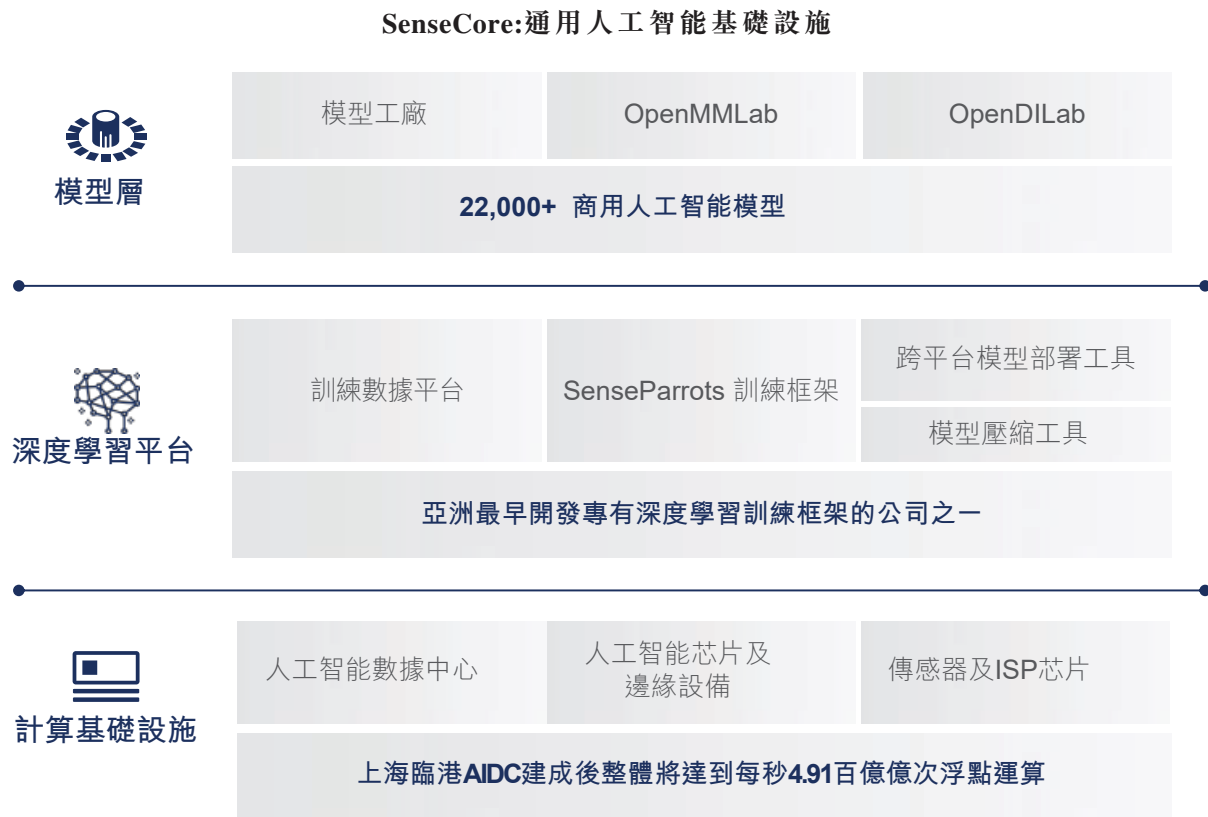 SenseCore:通用人工智能基礎設施
模型層
模型工廠
OpenMMLab
OpenDILab
22,000+ 商用人工智能模型
深度學習平台
訓練數據平台
SenseParrots 訓練框架
跨平台模型部署工具
模型壓縮工具
亞洲最早開發專有深度學習訓練框架的公司之一
計算基礎設施
人工智能數據中心
人工智能芯片及
邊緣設備
傳感器及ISP芯片
上海臨港AIDC建成後整體將達到每秒4.91百億億次浮點運算